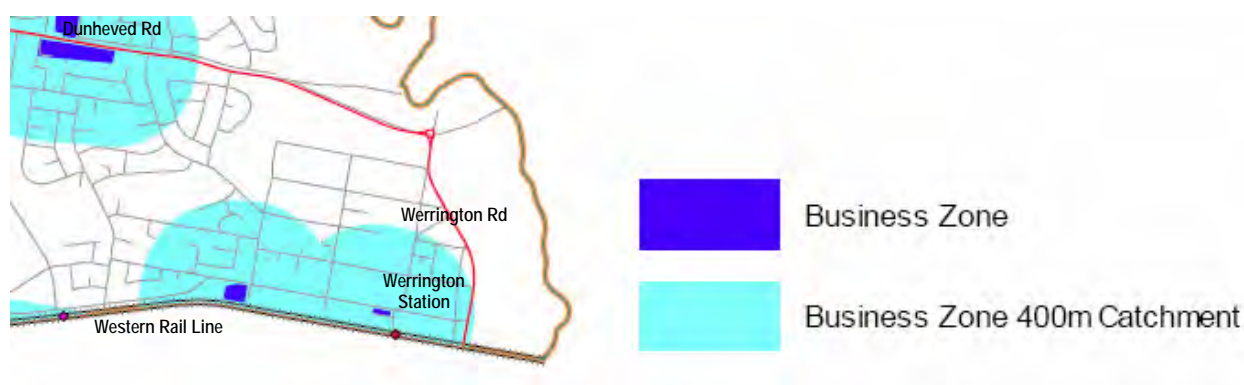 Dunheved Rd
Werrington Rd
Werrington
Station
Western Rail Line
Business Zone
Business Zone 400m Catchment